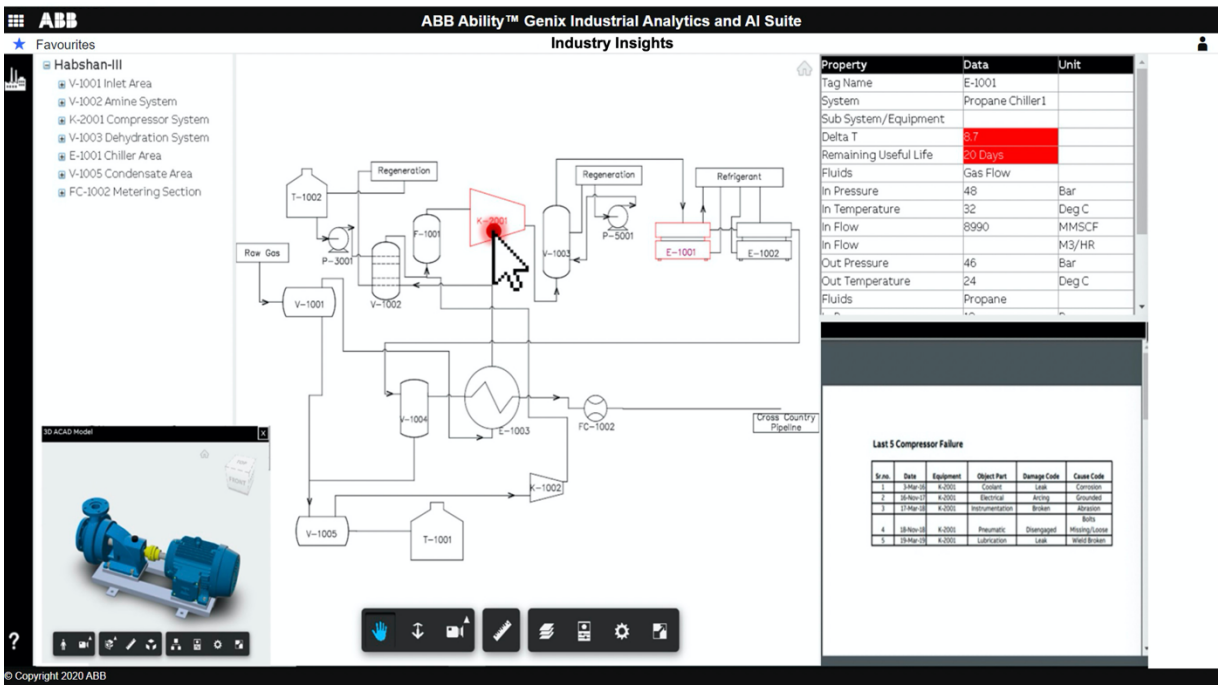 ABB
ABB Ability™ Genix Industrial Analytics and AI Suite
Favourites
Industry Insights
Habshan-III
V-1001 Inlet Area
V-1002 Amine System
K-2001 Compressor System
V-1003 Dehydration System
E-1001 Chiller Area
V-1005 Condensate Area
FC-1002 Metering Section
Regeneration
T-1002
P-3001
Raw Gas
V-1001
V-1002
F-1001
K-2001
V-1003
Regeneration
P-5001
Refrigerant
E-1001
E-1002
V-1004
E-1003
FC-1002
Cross Country
Pipeline
K-1002
V-1005
T-1001
Property Data Unit
Tag Name E-1001
System Propane Chiller1
Sub System/Equipment
Delta T 8.7
Remaining Useful Life 20 Days
Fluids Gas Flow
In Pressure 48 Bar
In Temperature 32 Deg C
In Flow 8990 MMSCF
In Flow M3/HR
Out Pressure 46 Bar
Out Temperature 24 Deg C
Fluids Propane
Last 5 Compressor Failure
Sr.no. Date Equipment Object Part Damage Code Cause Code
1 3-Mar-16 K-2001 Coolant Leak Corrosion
2 16-Nov-17 K-2001 Electrical Arcing Grounded
3 17-Mar-18 K-2001 Instrumentation Broken Abrasion
4 18-Nov-18 K-2001 Pneumatic Disengaged Bolts Missing/Loose
5 19-Mar-19 K-2001 Lubrication Leak Wield Broken
3D ACAD Model
X
FRONT
?
© Copyright 2020 ABB